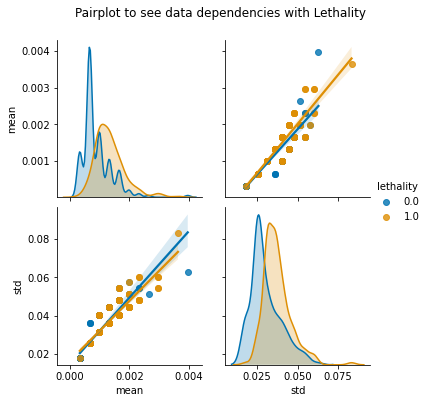 Pairplot to see data dependencies with Lethality
0.004
0.003
0.002
0.001
mean
lethality
0.0
1.0
0.08
0.06
0.04
0.02
std
0.000 0.002 0.004
mean
0.025 0.050 0.075
std